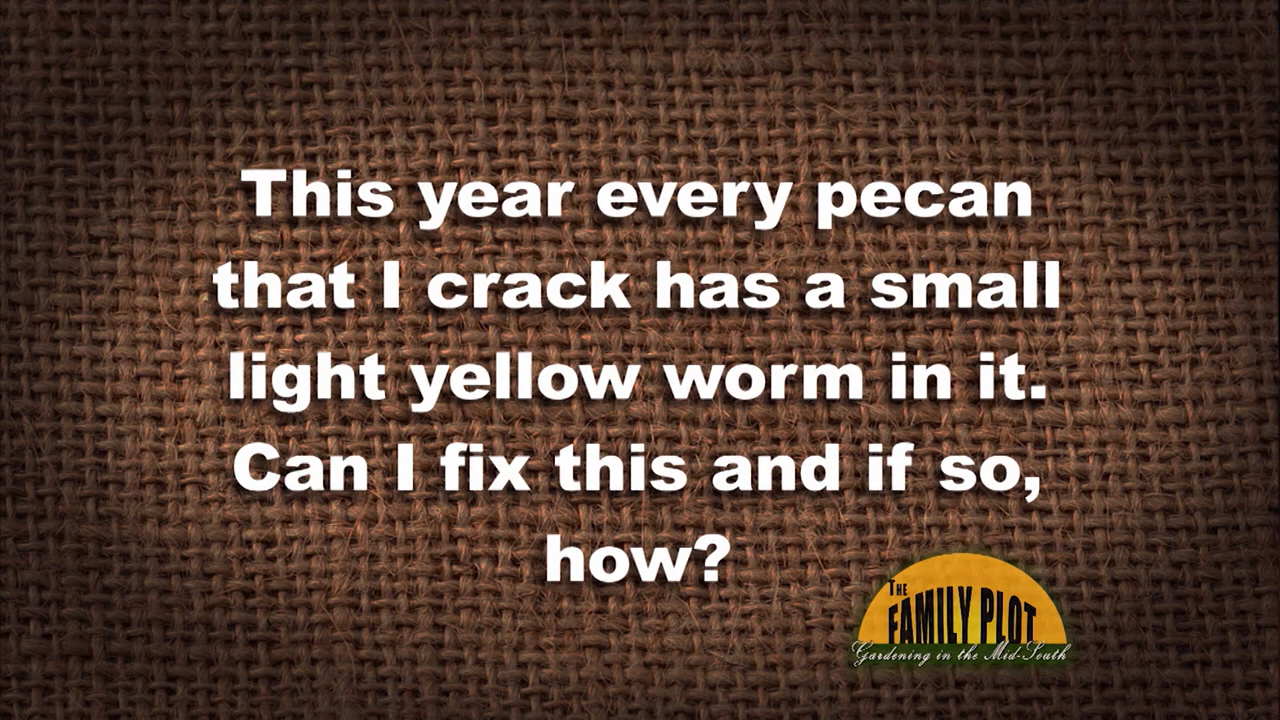 This year every pecan
that I crack has a small
light yellow worm in it.
Can I fix this and if so,
how?
THE
FAMILY PLOT
Gardening in the Mid-South